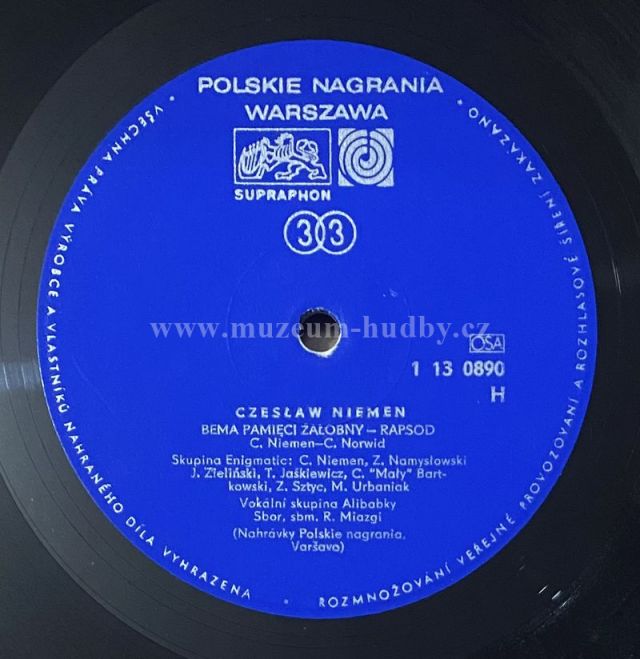 POLSKIE NAGRANIA
WARSZAWA
SUPRAPHON
33
www.muzeum-hudby.cz
OSA
1 13 0890
H
CZESŁAW NIEMEN
BEMA PAMIĘCI ŻAŁOBNY – RAPSOD
C. Niemen–C. Norwid
Skupina Enigmatic: C. Niemen, Z. Namyslowski
J. Zieliński, T. Jaśkiewicz, C. "Mały" Bart-
kowski, Z. Sztyc, M. Urbaniak
Vokální skupina Alibabky
Sbor, sbm. R. Miazgi
(Nahrávky Polskie nagrania,
Varšava)
• VŠECHNA PRÁVA VÝROBCE A VLASTNÍKŮ NAHRANÉHO DÍLA VYHRAZENA • ROZMNOŽOVÁNÍ VEŘEJNÉ PROVOZOVÁNÍ A ROZHLASOVÉ ŠÍŘENÍ ZAKÁZÁNO •